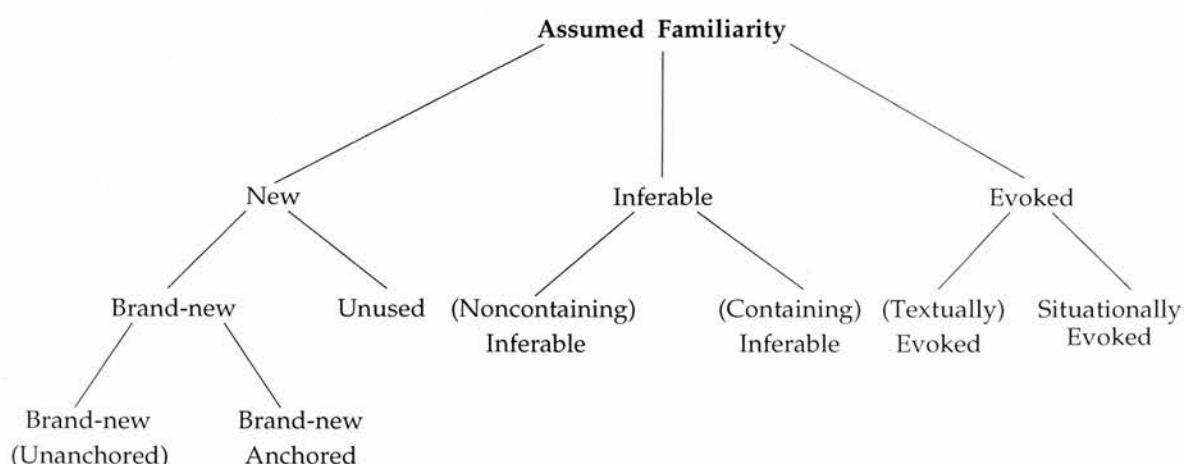 Assumed Familiarity
New Inferable Evoked
Brand-new Unused (Noncontaining) (Containing) (Textually) Situationally
Inferable Inferable Evoked Evoked
Brand-new Brand-new
(Unanchored) Anchored